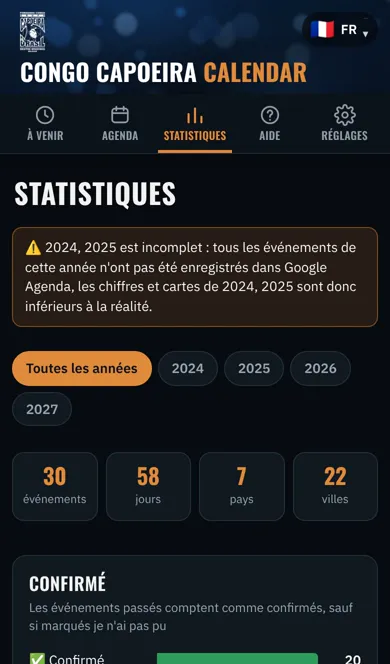 FR
CONGO CAPOEIRA CALENDAR
À VENIR
AGENDA
STATISTIQUES
AIDE
RÉGLAGES
STATISTIQUES
⚠️ 2024, 2025 est incomplet : tous les événements de
cette année n'ont pas été enregistrés dans Google
Agenda, les chiffres et cartes de 2024, 2025 sont donc
inférieurs à la réalité.
Toutes les années
2024
2025
2026
2027
30
événements
58
jours
7
pays
22
villes
CONFIRMÉ
Les événements passés comptent comme confirmés, sauf
si marqués je n'ai pas pu
✅ Confirmé 20